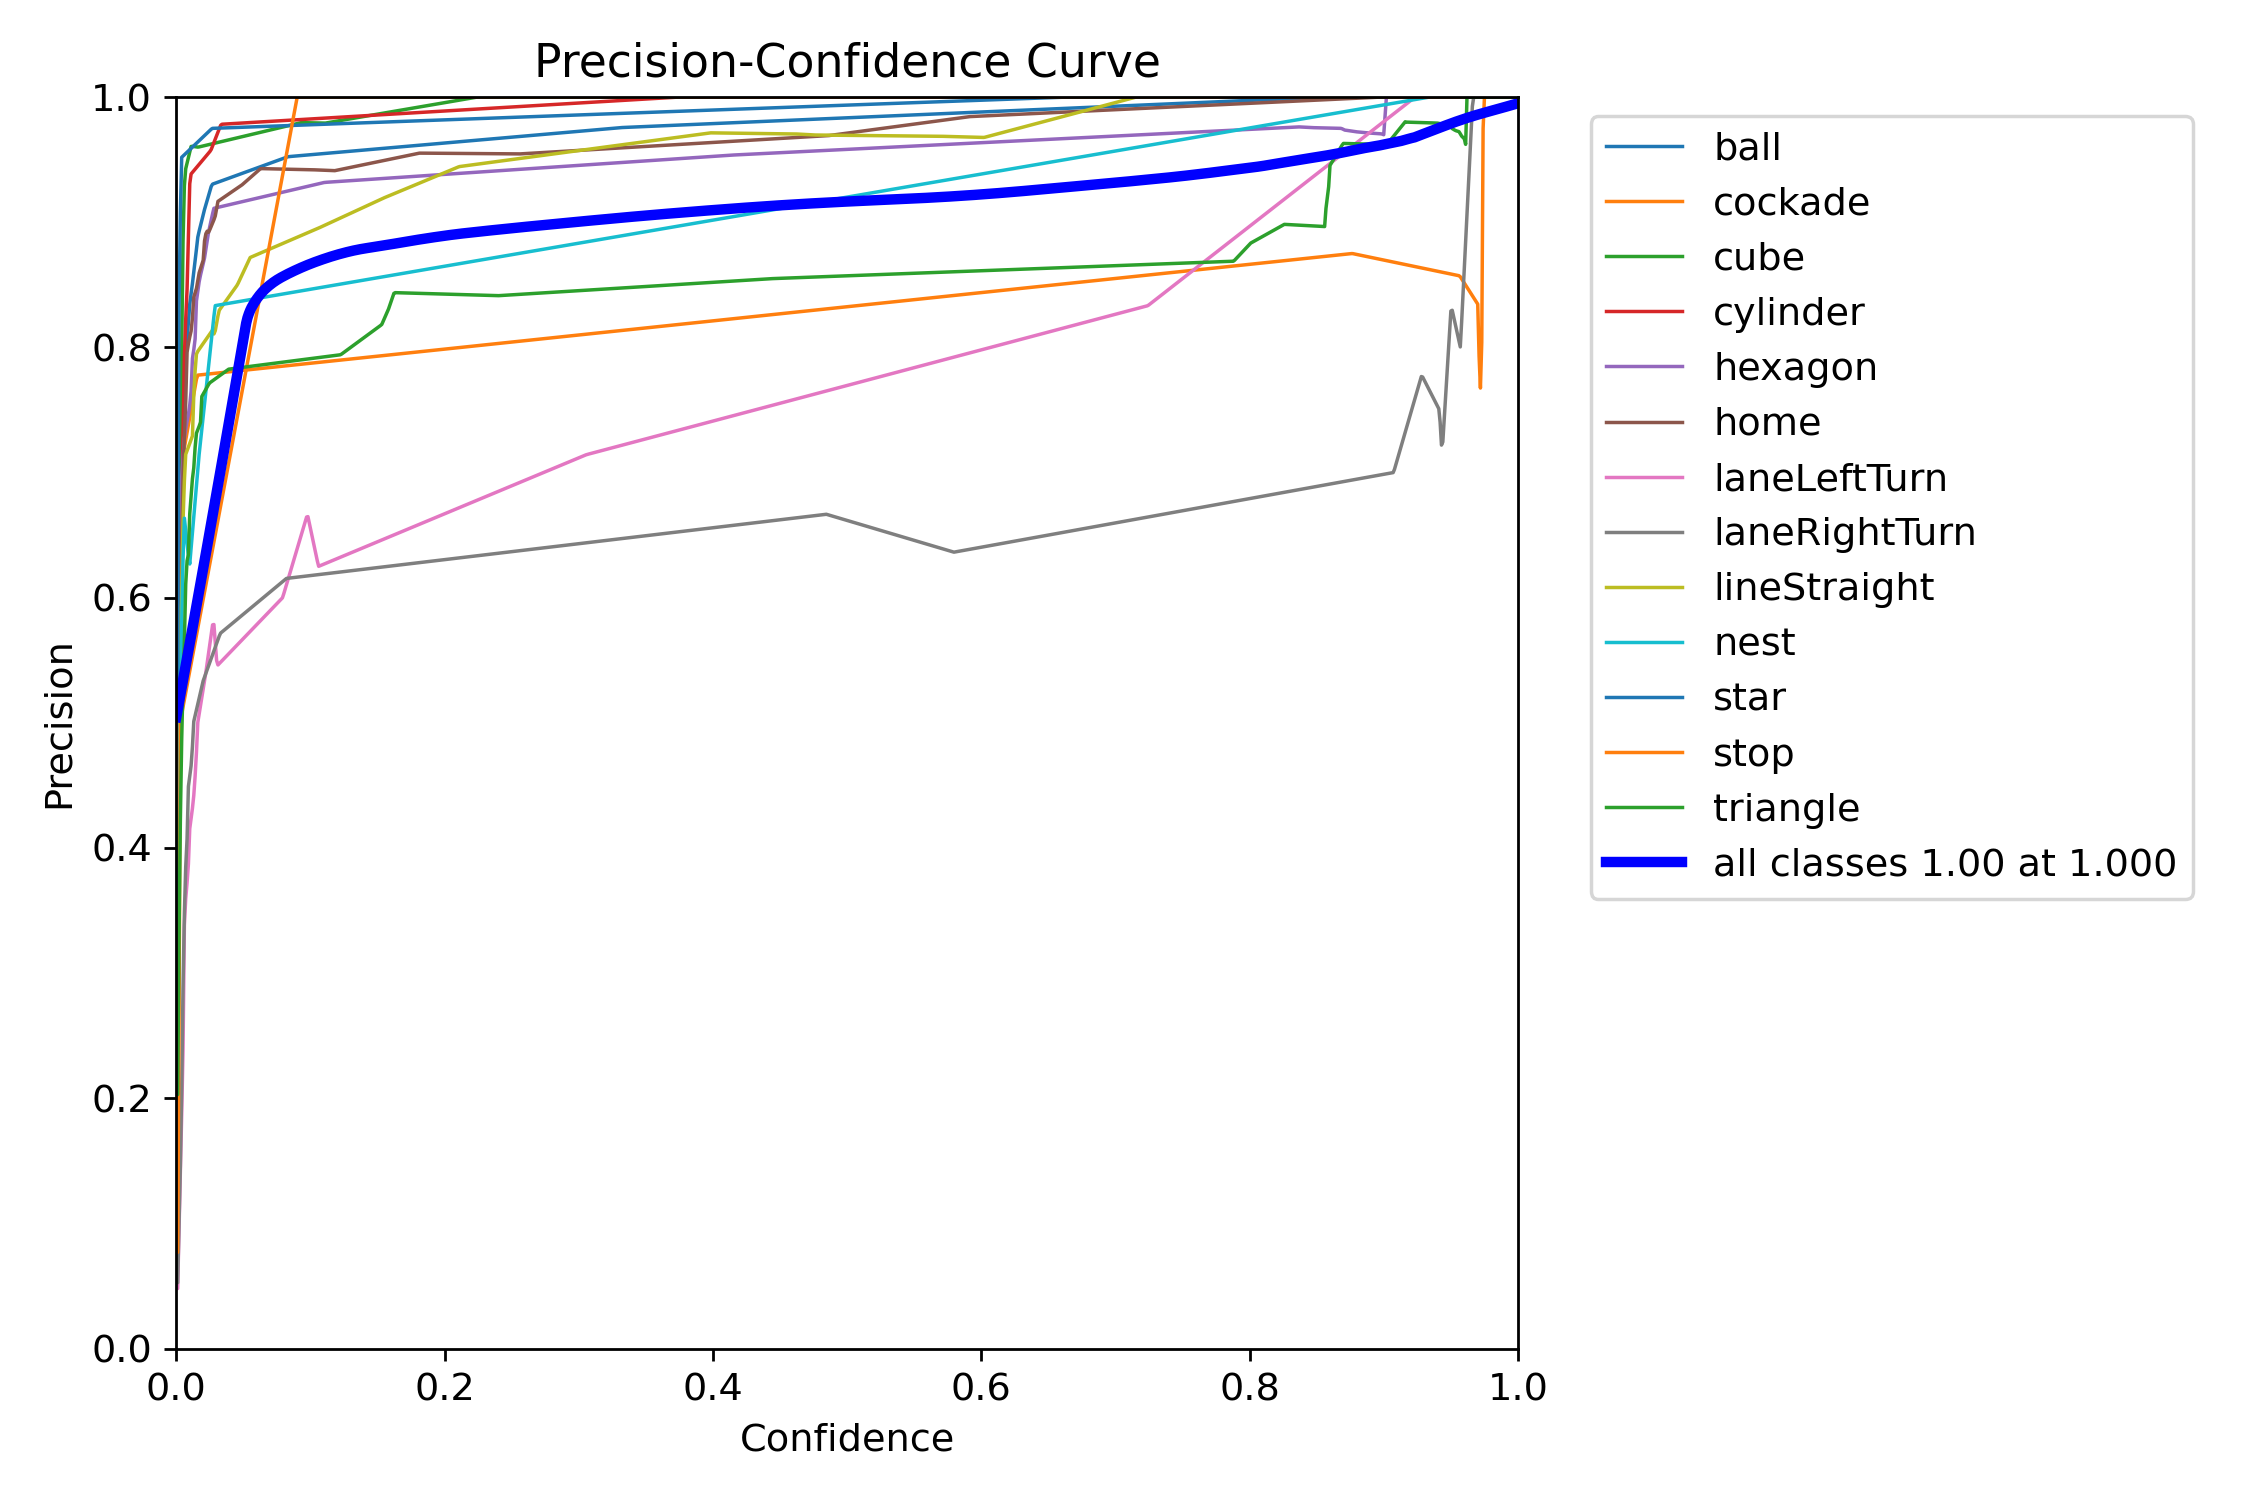 Precision-Confidence Curve
1.0
0.8
0.6
0.4
0.2
0.0
Precision
0.0 0.2 0.4 0.6 0.8 1.0
Confidence
ball
cockade
cube
cylinder
hexagon
home
laneLeftTurn
laneRightTurn
lineStraight
nest
star
stop
triangle
all classes 1.00 at 1.000